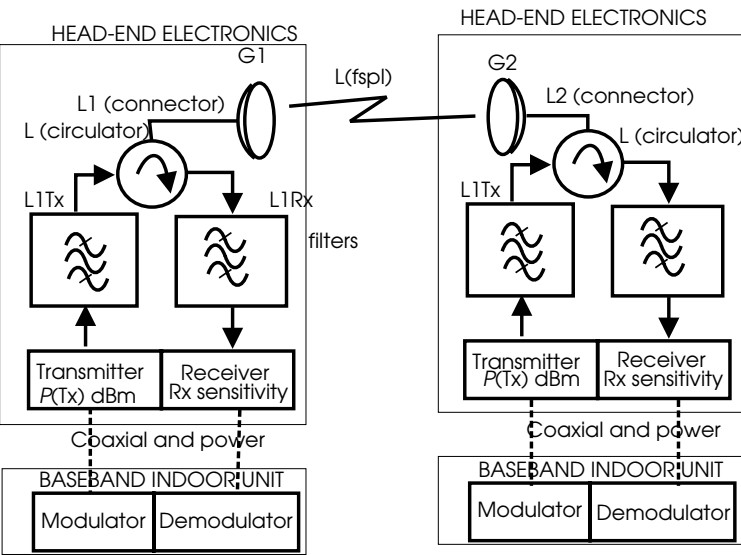 HEAD-END ELECTRONICS
G1
L1 (connector)
L (circulator)
L1Tx
L1Rx
filters
Transmitter
P(Tx) dBm
Receiver
Rx sensitivity
Coaxial and power
BASEBAND INDOOR UNIT
Modulator
Demodulator
L(fspl)
HEAD-END ELECTRONICS
G2
L2 (connector)
L (circulator)
L1Tx
Transmitter
P(Tx) dBm
Receiver
Rx sensitivity
Coaxial and power
BASEBAND INDOOR UNIT
Modulator
Demodulator